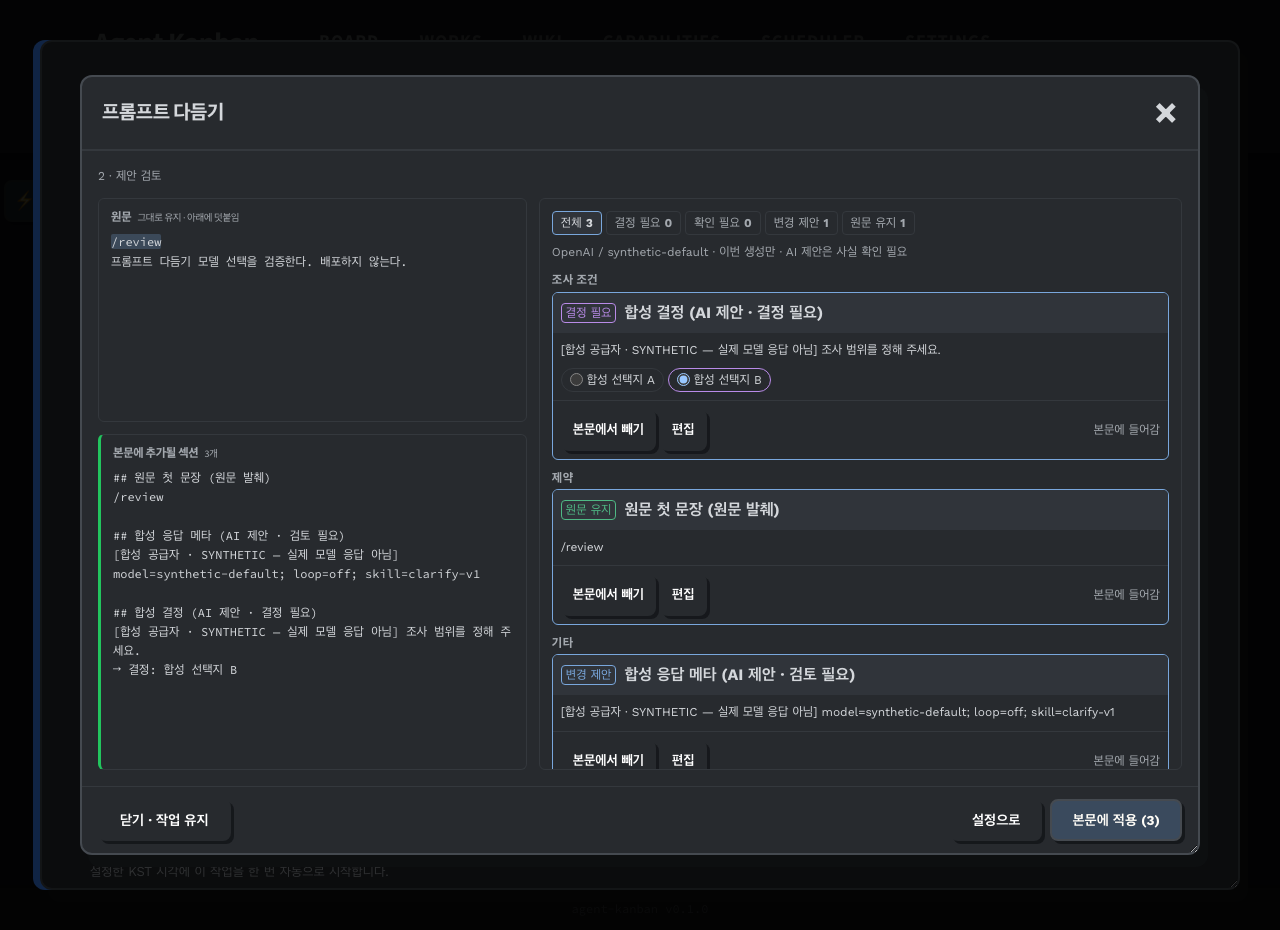 Agent Kanban BOARD WORKS WIKI CAPABILITIES SCHEDULER SETTINGS
프롬프트 다듬기
2 · 제안 검토
원문 그대로 유지 · 아래에 덧붙임
/review
프롬프트 다듬기 모델 선택을 검증한다. 배포하지 않는다.
본문에 추가될 섹션 3개
## 원문 첫 문장 (원문 발췌)
/review
## 합성 응답 메타 (AI 제안 · 검토 필요)
[합성 공급자 · SYNTHETIC — 실제 모델 응답 아님]
model=synthetic-default; loop=off; skill=clarify-v1
## 합성 결정 (AI 제안 · 결정 필요)
[합성 공급자 · SYNTHETIC — 실제 모델 응답 아님] 조사 범위를 정해 주
세요.
→ 결정: 합성 선택지 B
전체 3 결정 필요 0 확인 필요 0 변경 제안 1 원문 유지 1
OpenAI / synthetic-default · 이번 생성만 · AI 제안은 사실 확인 필요
조사 조건
결정 필요 합성 결정 (AI 제안 · 결정 필요)
[합성 공급자 · SYNTHETIC — 실제 모델 응답 아님] 조사 범위를 정해 주세요.
합성 선택지 A 합성 선택지 B
본문에서 빼기 편집 본문에 들어감
제약
원문 유지 원문 첫 문장 (원문 발췌)
/review
본문에서 빼기 편집 본문에 들어감
기타
변경 제안 합성 응답 메타 (AI 제안 · 검토 필요)
[합성 공급자 · SYNTHETIC — 실제 모델 응답 아님] model=synthetic-default; loop=off; skill=clarify-v1
본문에서 빼기 편집 본문에 들어감
닫기 · 작업 유지 설정으로 본문에 적용 (3)
설정한 KST 시각에 이 작업을 한 번 자동으로 시작합니다.